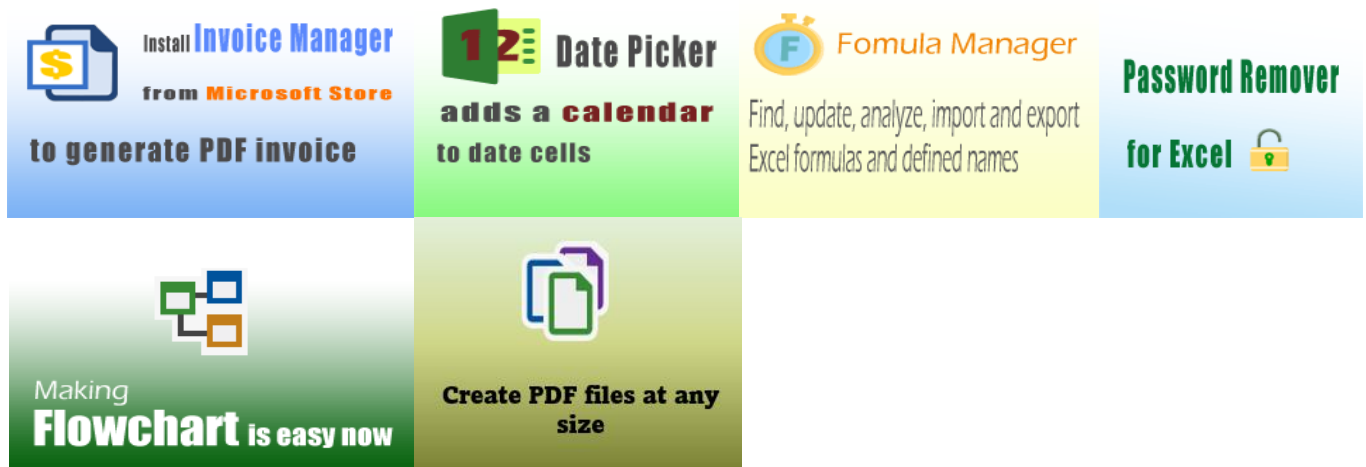 Install Invoice Manager
from Microsoft Store
to generate PDF invoice
12
Date Picker
adds a calendar
to date cells
F
Fomula Manager
Find, update, analyze, import and export
Excel formulas and defined names
Password Remover
for Excel
$
Making
Flowchart is easy now
Create PDF files at any
size